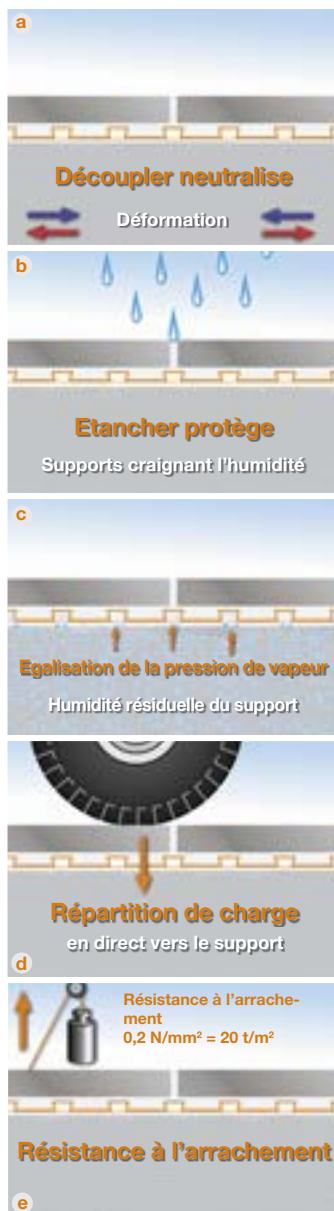 a
Découpler neutralise
Déformation
b
Etancher protège
Supports craignant l'humidité
c
Egalisation de la pression de vapeur
Humidité résiduelle du support
Répartition de charge
en direct vers le support
d
Résistance à l'arrache-
ment
0,2 N/mm² = 20 t/m²
Résistance à l'arrachement
e